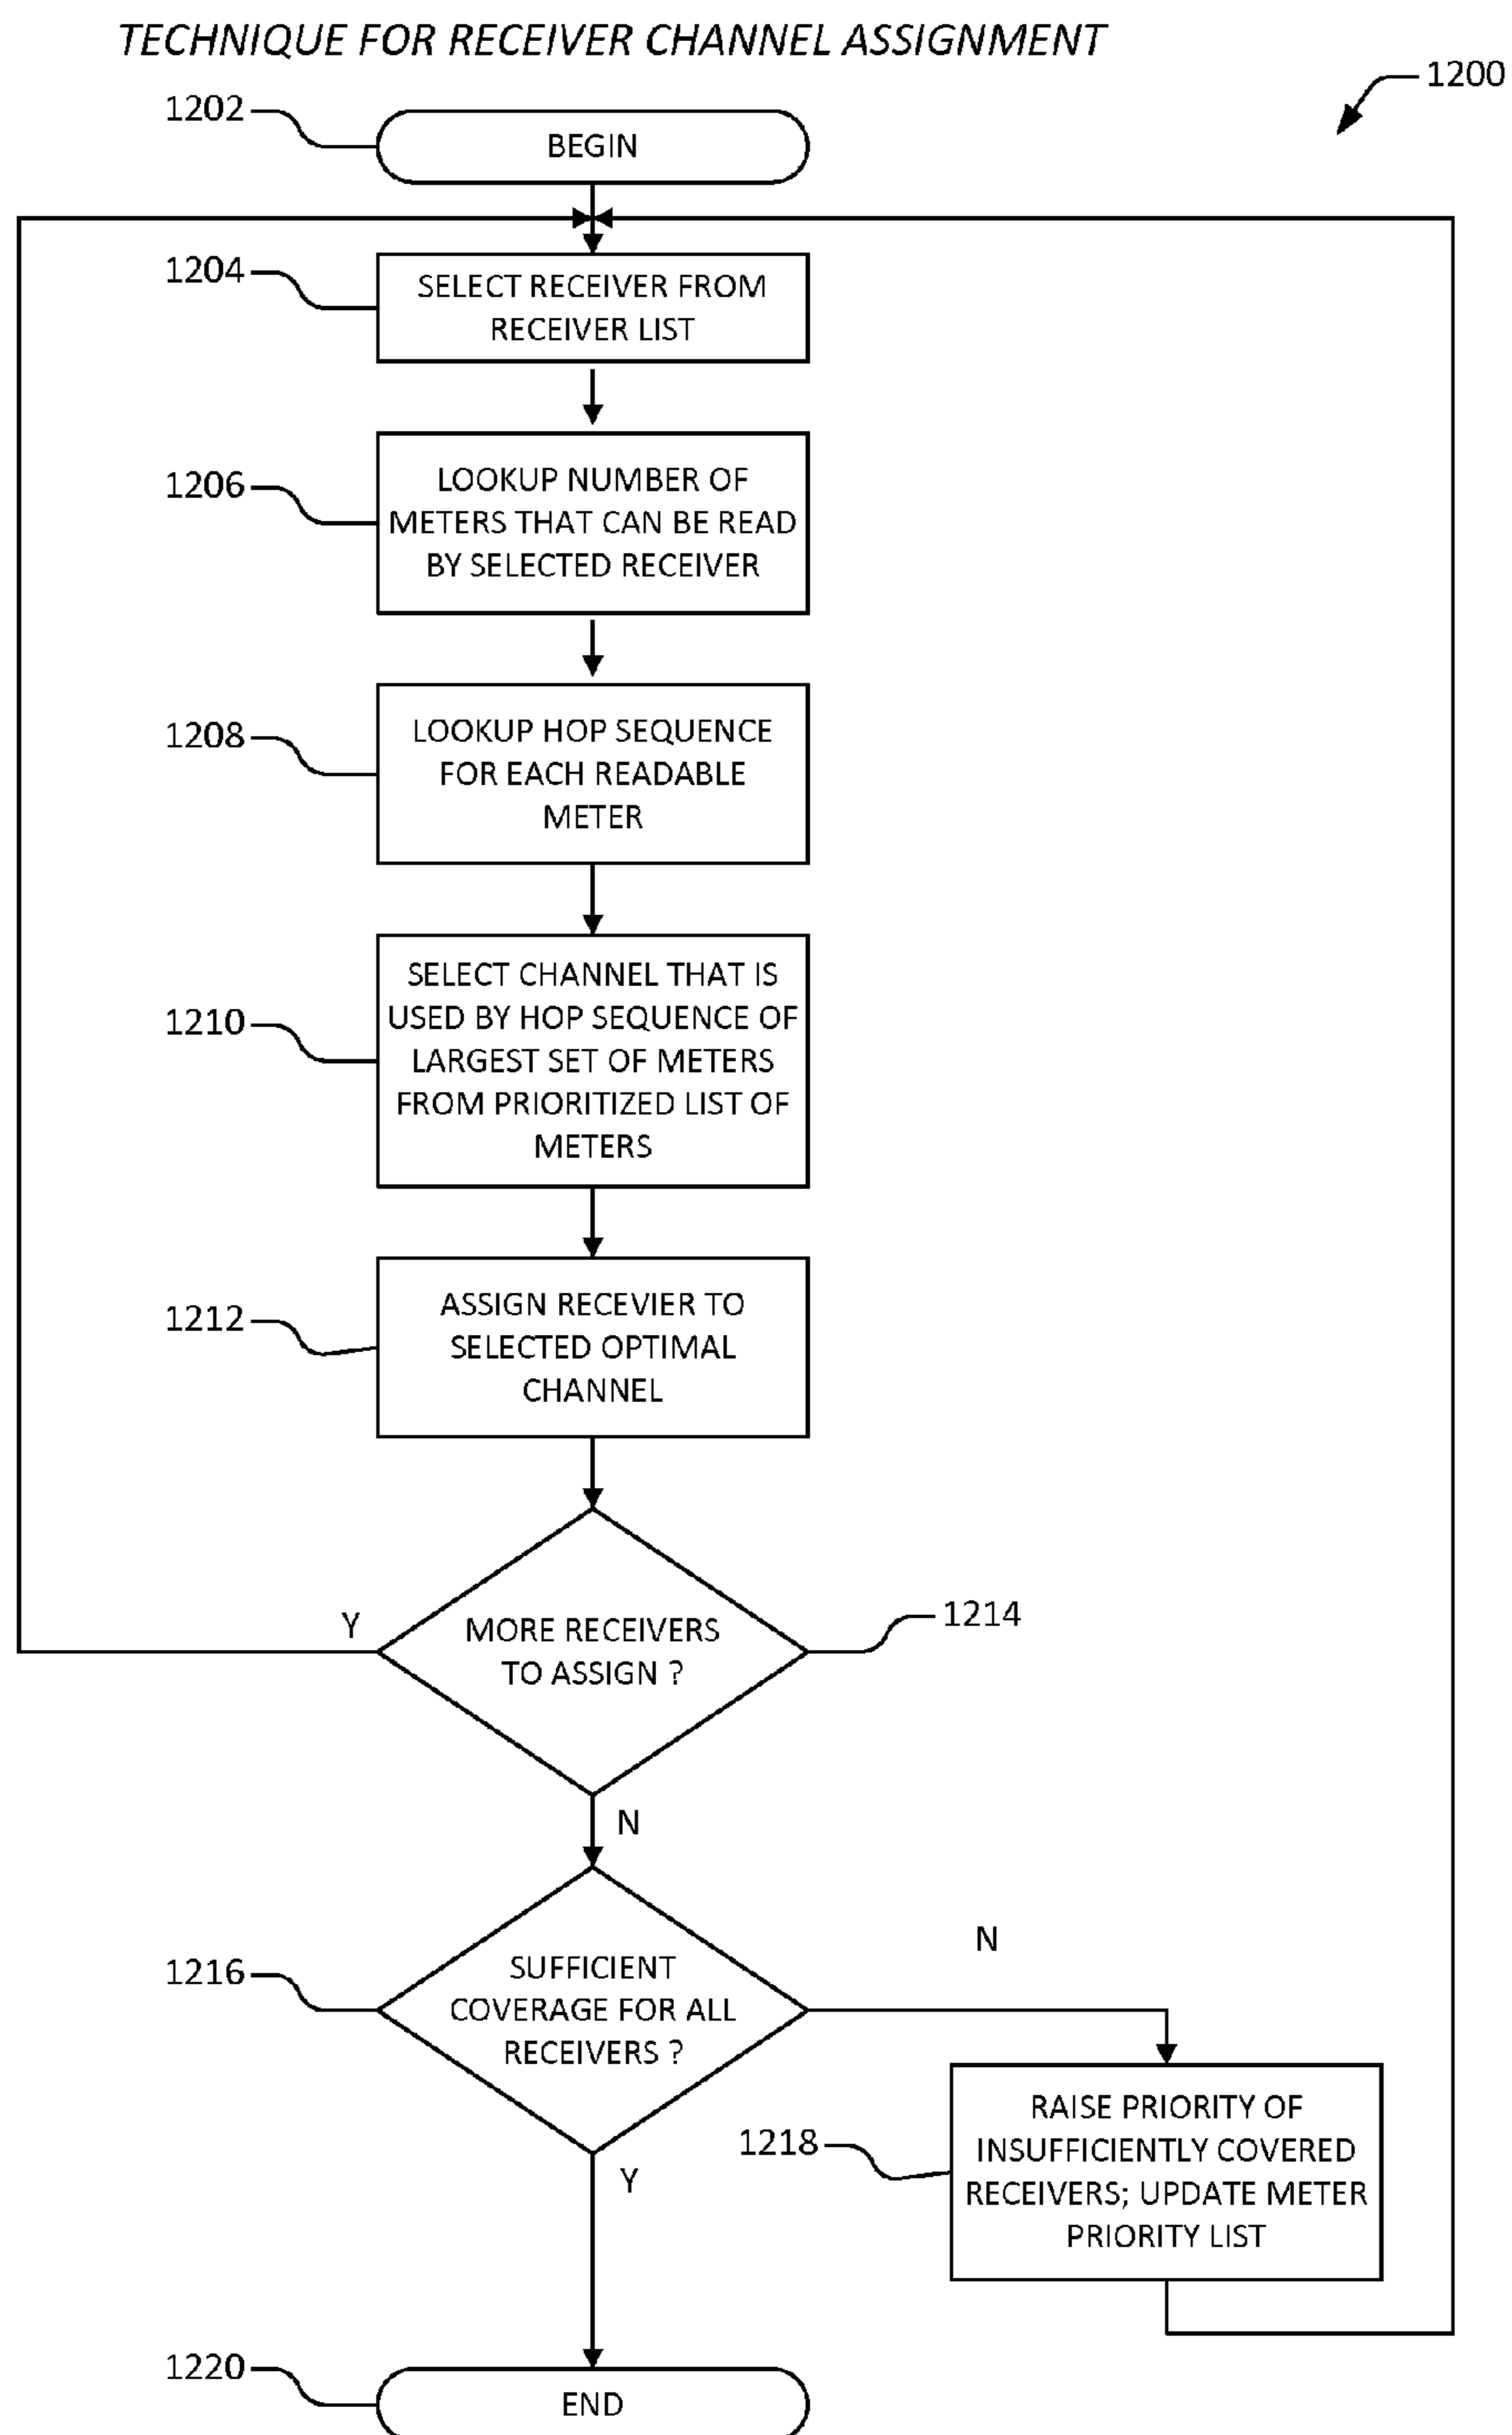 TECHNIQUE FOR RECEIVER CHANNEL ASSIGNMENT
1200
1202
BEGIN
1204
SELECT RECEIVER FROM
RECEIVER LIST
1206
LOOKUP NUMBER OF
METERS THAT CAN BE READ
BY SELECTED RECEIVER
1208
LOOKUP HOP SEQUENCE
FOR EACH READABLE
METER
1210
SELECT CHANNEL THAT IS
USED BY HOP SEQUENCE OF
LARGEST SET OF METERS
FROM PRIORITIZED LIST OF
METERS
1212
ASSIGN RECEVIER TO
SELECTED OPTIMAL
CHANNEL
Y
MORE RECEIVERS
TO ASSIGN ?
1214
N
1216
SUFFICIENT
COVERAGE FOR ALL
RECEIVERS ?
N
Y
1218
RAISE PRIORITY OF
INSUFFICIENTLY COVERED
RECEIVERS; UPDATE METER
PRIORITY LIST
1220
END